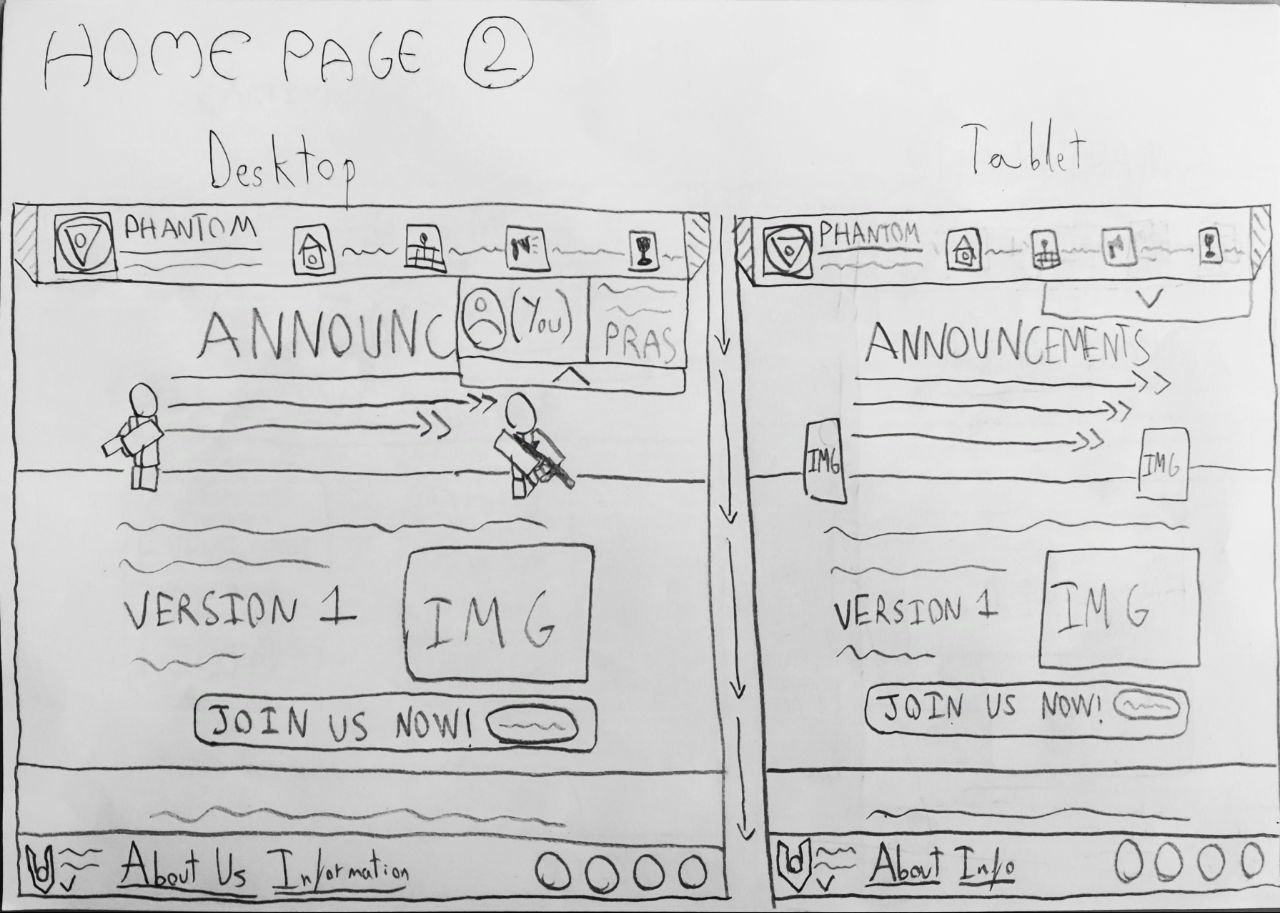 HOME PAGE 2
Desktop
PHANTOM
ANNOUNC
(You)
PRAS
VERSION 1
IMG
JOIN US NOW!
About Us Information
Tablet
PHANTOM
ANNOUNCEMENTS
IMG
IMG
VERSION 1
IMG
JOIN US NOW!
About Info